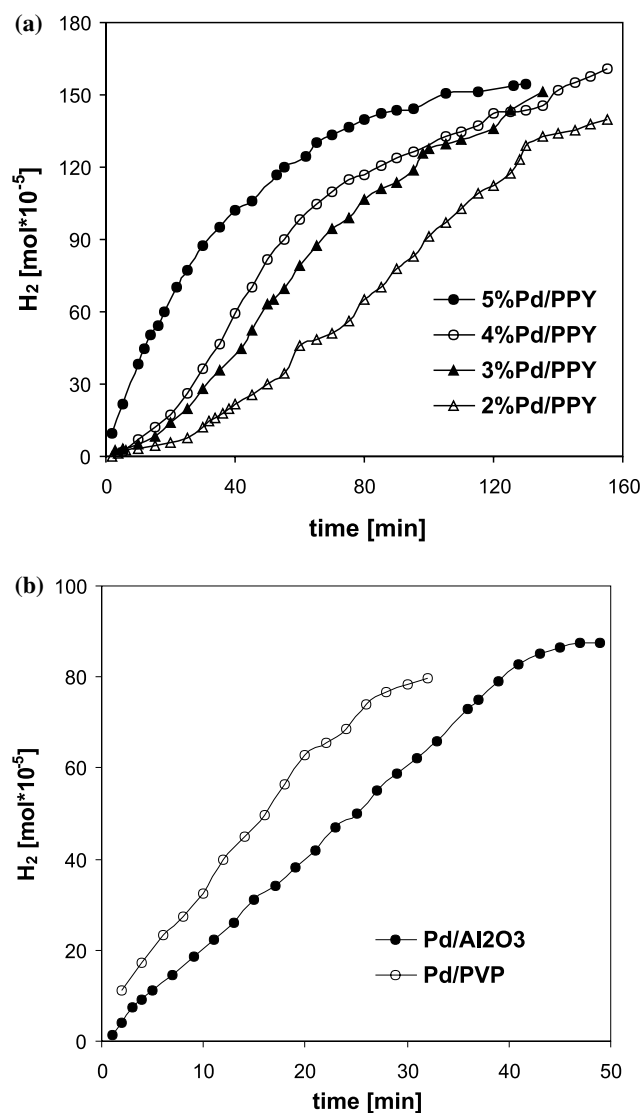 (a)
180
150
120
90
60
30
0
H2 [mol*10-5]
5%Pd/PPY
4%Pd/PPY
3%Pd/PPY
2%Pd/PPY
0 40 80 120 160
time [min]
(b)
100
80
60
40
20
0
H2 [mol*10-5]
Pd/Al2O3
Pd/PVP
0 10 20 30 40 50
time [min]